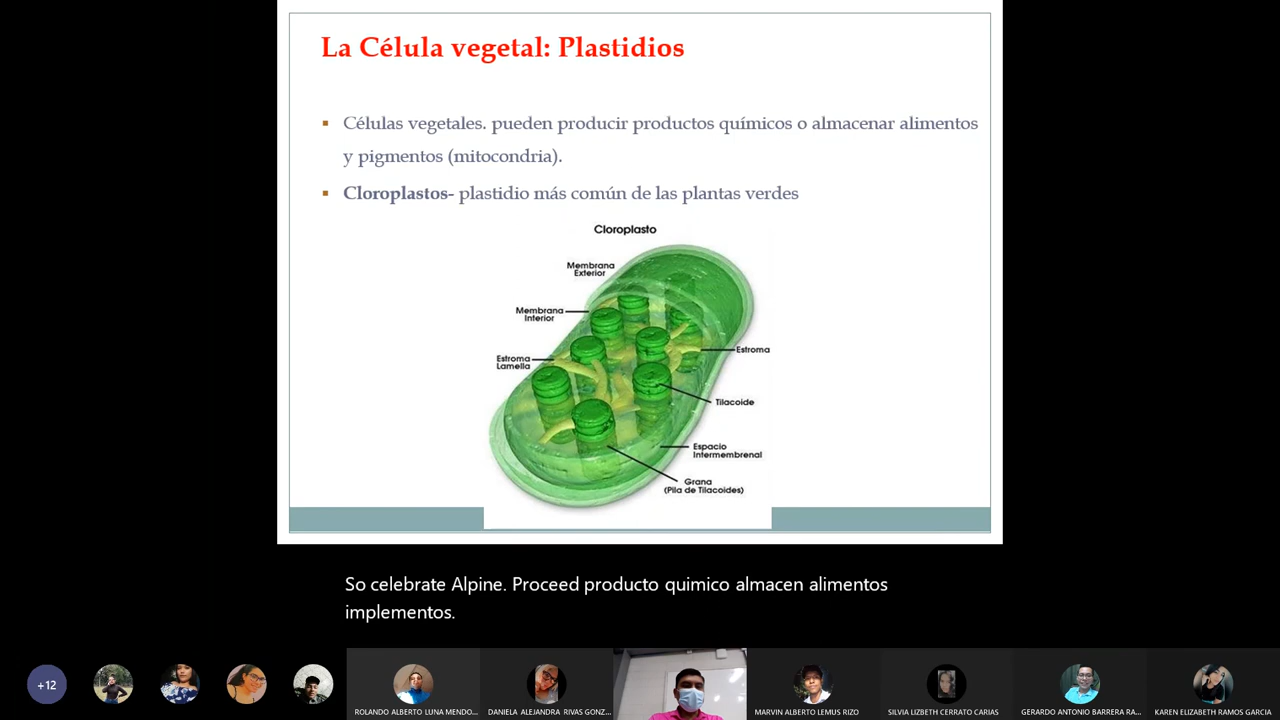 La Célula vegetal: Plastidios
Células vegetales. pueden producir productos químicos o almacenar alimentos
y pigmentos (mitocondria).
Cloroplastos- plastidio más común de las plantas verdes
Cloroplasto
Membrana
Exterior
Membrana
Interior
Estroma
Lamella
Estroma
Tilacoide
Espacio
Intermembrenal
Grana
(Pila de Tilacoides)
So celebrate Alpine. Proceed producto quimico almacen alimentos
implementos.
+12
ROLANDO ALBERTO LUNA MENDO...
DANIELA ALEJANDRA RIVAS GONZ...
MARVIN ALBERTO LEMUS RIZO
SILVIA LIZBETH CERRATO CARIAS
GERARDO ANTONIO BARRERA RA...
KAREN ELIZABETH RAMOS GARCIA